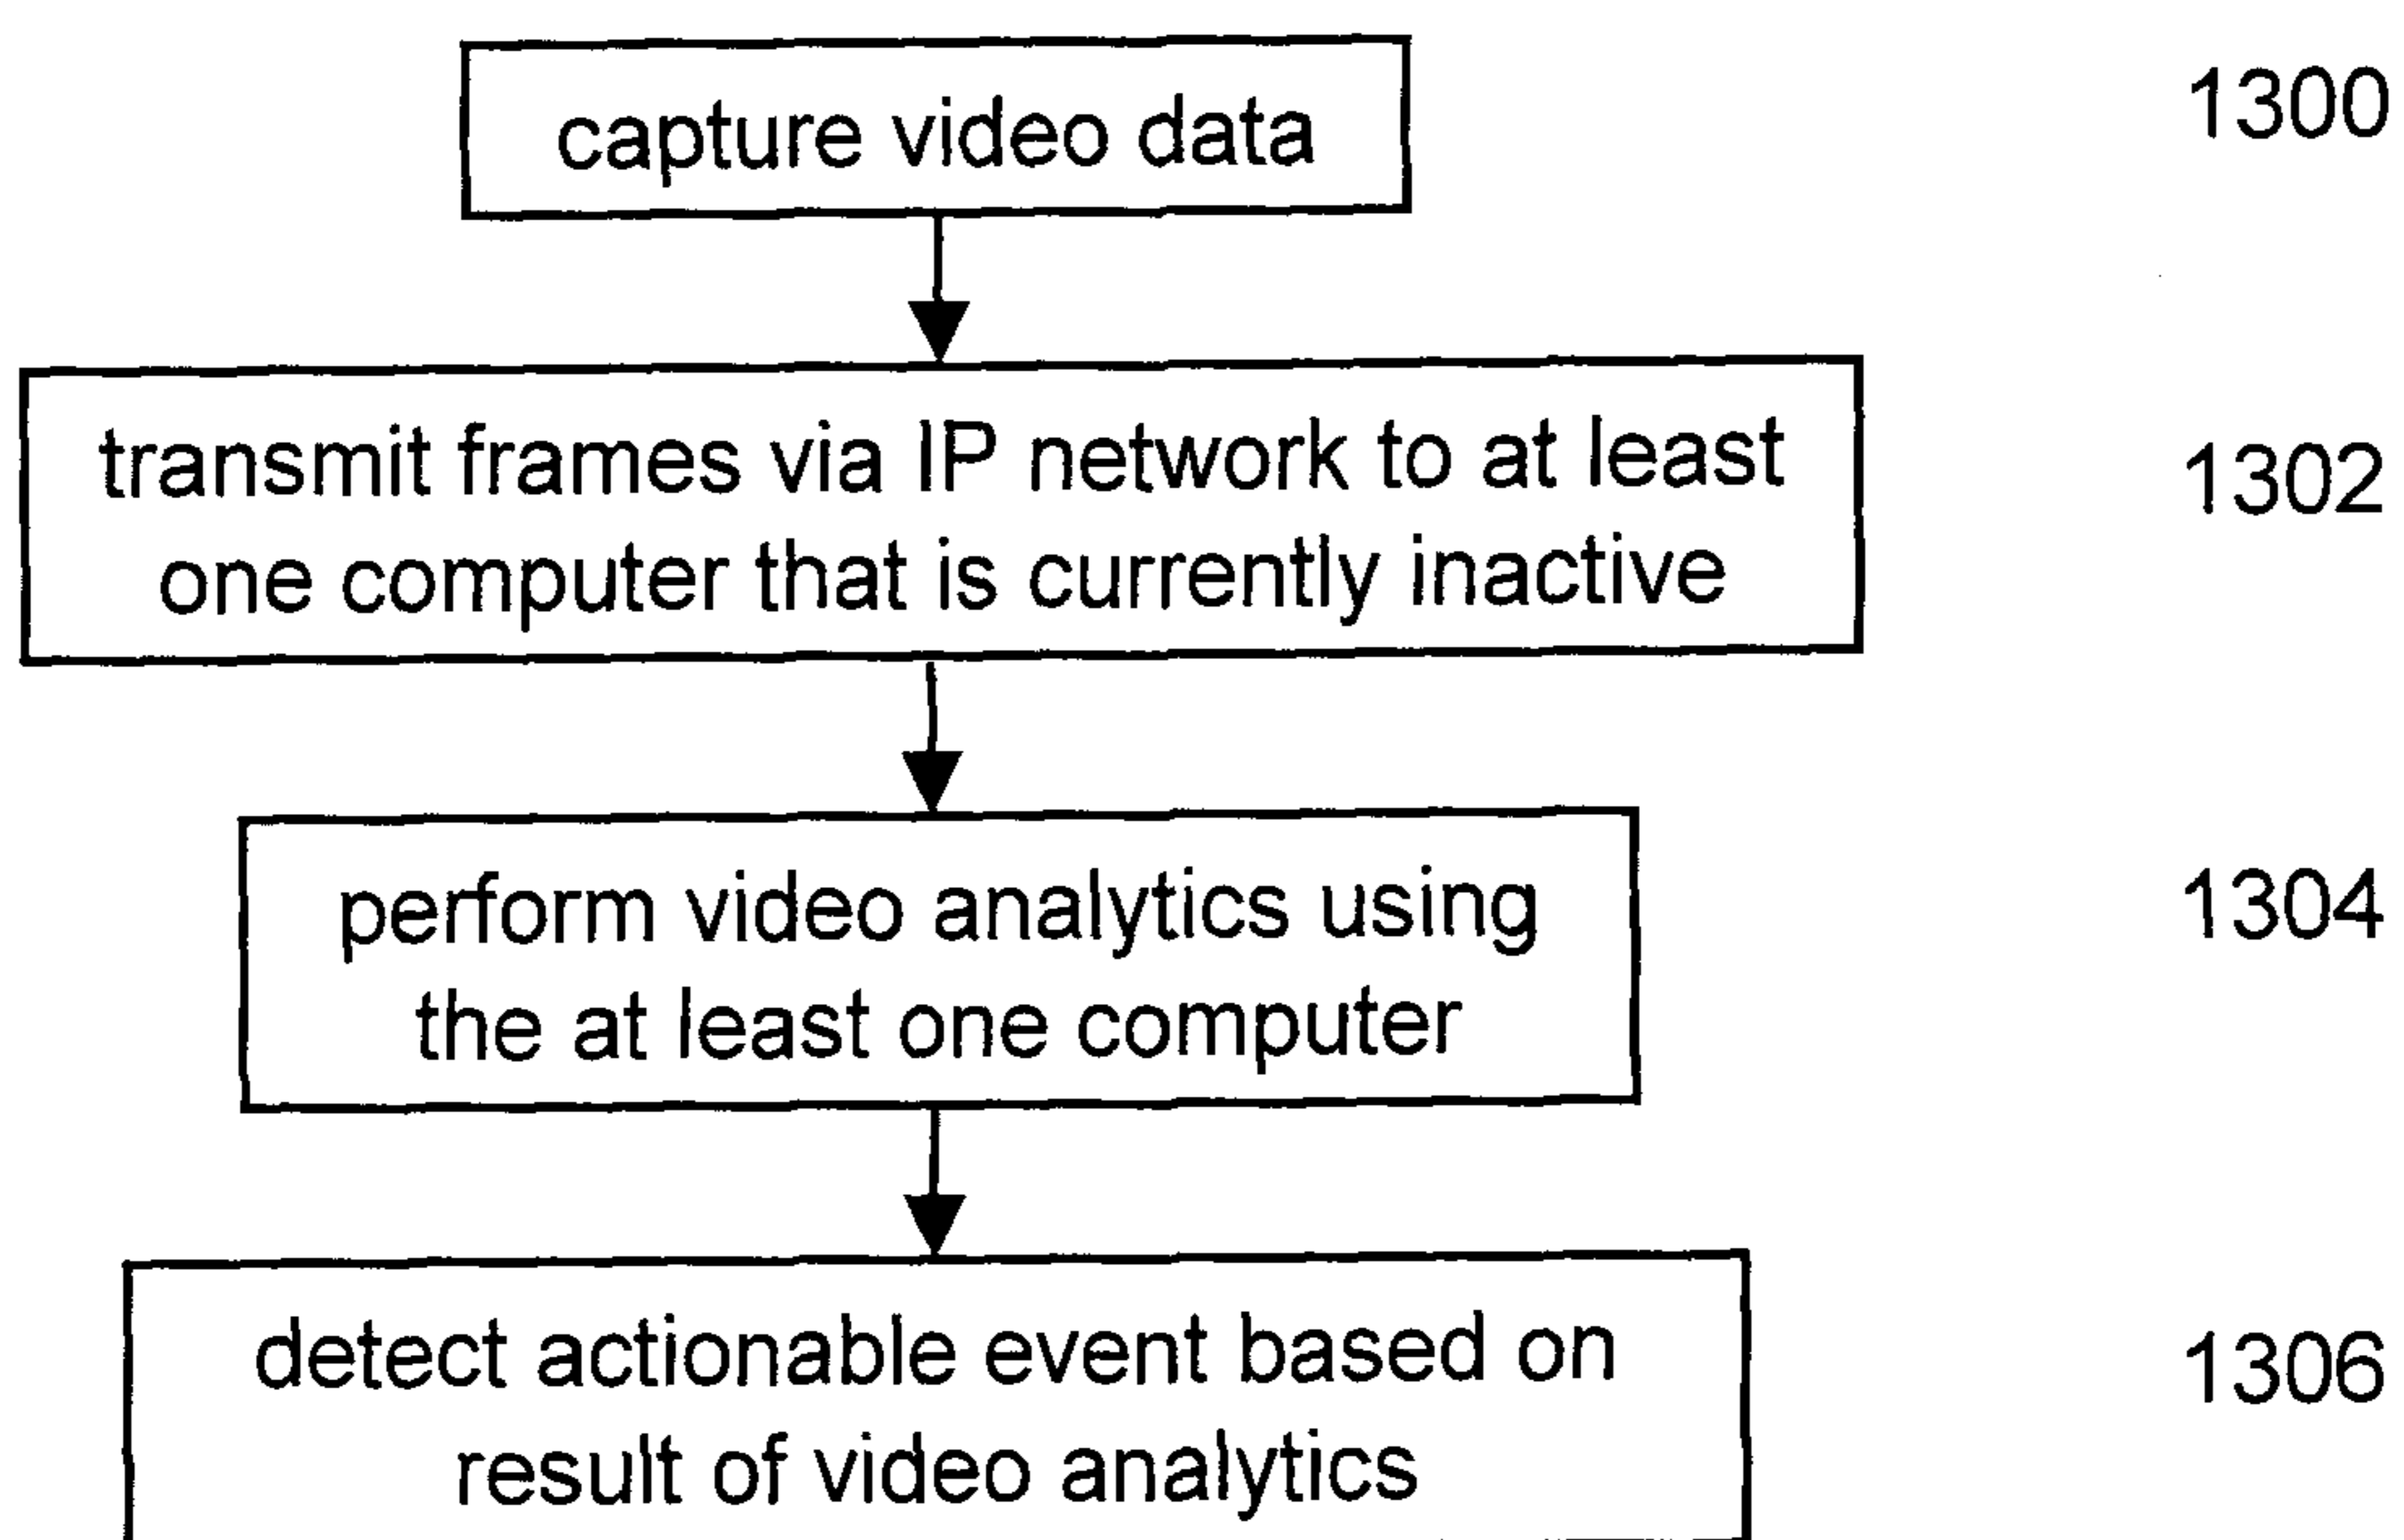 capture video data
1300
transmit frames via IP network to at least
one computer that is currently inactive
1302
perform video analytics using
the at least one computer
1304
detect actionable event based on
result of video analytics
1306